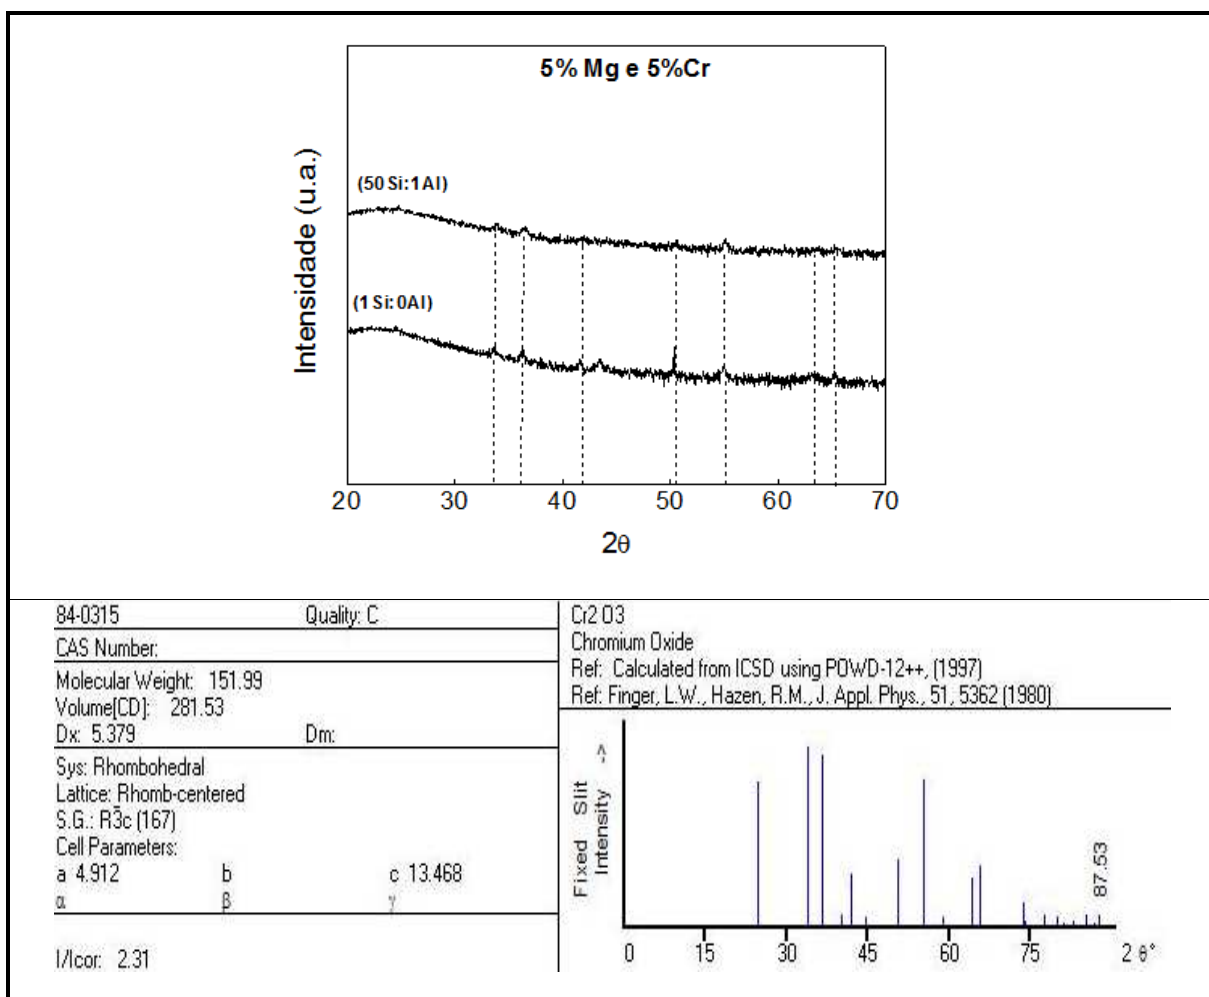 5% Mg e 5%Cr
Intensidade (u.a.)
(50 Si:1Al)
(1 Si:0Al)
20 30 40 50 60 70
2θ
84-0315 Quality: C
CAS Number:
Molecular Weight: 151.99
Volume[CD]: 281.53
Dx: 5.379 Dm:
Sys: Rhombohedral
Lattice: Rhomb-centered
S.G.: R3̄c (167)
Cell Parameters:
a 4.912 b c 13.468
α β γ
I/Icor: 2.31
Cr2 O3
Chromium Oxide
Ref: Calculated from ICSD using POWD-12++, (1997)
Ref: Finger, L.W., Hazen, R.M., J. Appl. Phys., 51, 5362 (1980)
Fixed Slit
Intensity ->
87.53
0 15 30 45 60 75 2 θ°